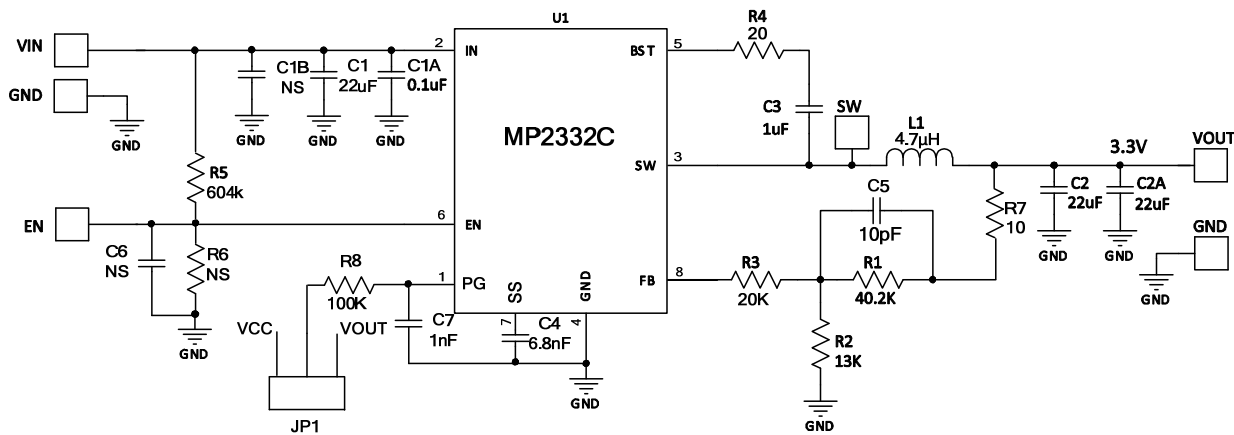 U1
R4
20
VIN
2
IN
BST
5
C1B
NS
C1
22uF
C1A
0.1uF
GND
GND
GND
GND
GND
C3
1uF
SW
L1
4.7µH
MP2332C
SW
3
3.3V
VOUT
R5
604k
C5
10pF
R7
10
C2
22uF
C2A
22uF
GND
GND
GND
GND
EN
6
EN
C6
NS
R6
NS
GND
R8
100K
1
PG
C7
1nF
SS
7
C4
6.8nF
GND
4
GND
FB
8
R3
20K
R1
40.2K
R2
13K
GND
VCC
VOUT
JP1